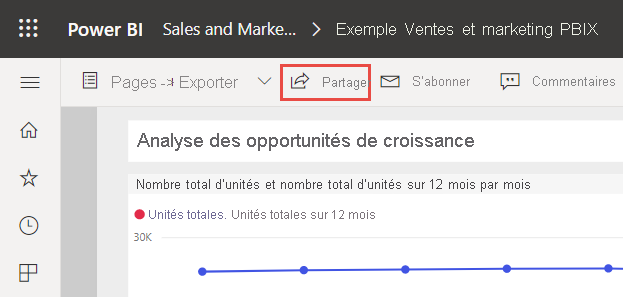 Power BI Sales and Marke... > Exemple Ventes et marketing PBIX
Pages -> Exporter Partager S'abonner Commentaires
Analyse des opportunités de croissance
Nombre total d'unités et nombre total d'unités sur 12 mois par mois
Unités totales. Unités totales sur 12 mois
30K